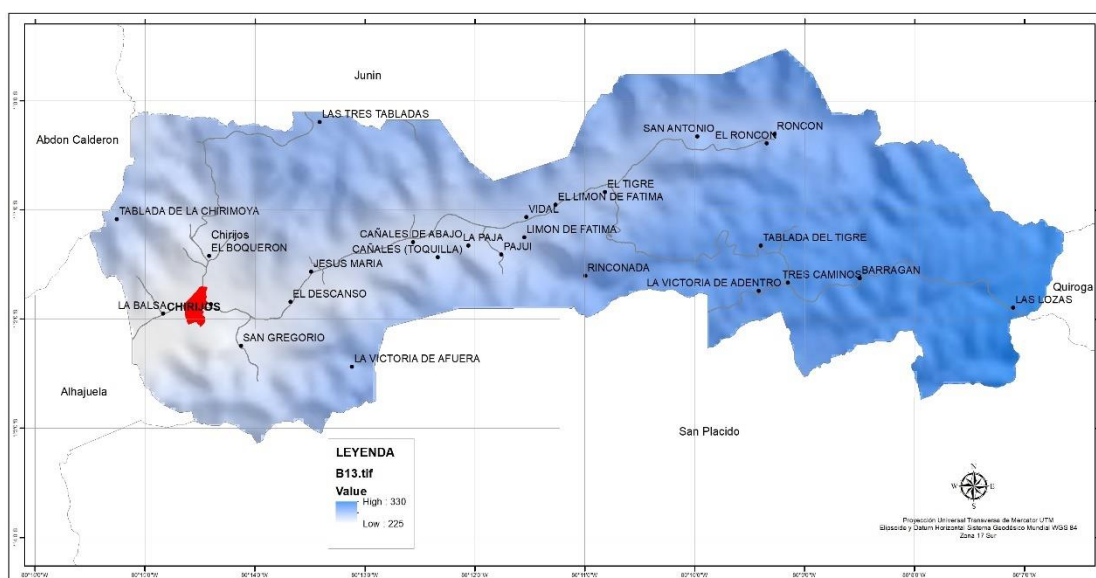 Junin
Abdon Calderon
LAS TRES TABLADAS
SAN ANTONIO
RONCON
EL RONCON
EL TIGRE
EL LIMON DE FATIMA
VIDAL
TABLADA DE LA CHIRIMOYA
Chirijos
EL BOQUERON
CAÑALES DE ABAJO
LA PAJA
LIMON DE FATIMA
CAÑALES (TOQUILLA)
PAJUI
TABLADA DEL TIGRE
JESUS MARIA
RINCONADA
TRES CAMINOS
BARRAGAN
LA VICTORIA DE ADENTRO
Quiroga
LA BALSA
CHIRIJOS
EL DESCANSO
LAS LOZAS
SAN GREGORIO
LA VICTORIA DE AFUERA
Alhajuela
San Placido
LEYENDA
B13.tif
Value
High : 330
Low : 225
N
W
E
S
Proyección Universal Transversa de Mercator UTM
Elipsoide y Datum Horizontal Sistema Geodésico Mundial WGS 84
Zona 17 Sur